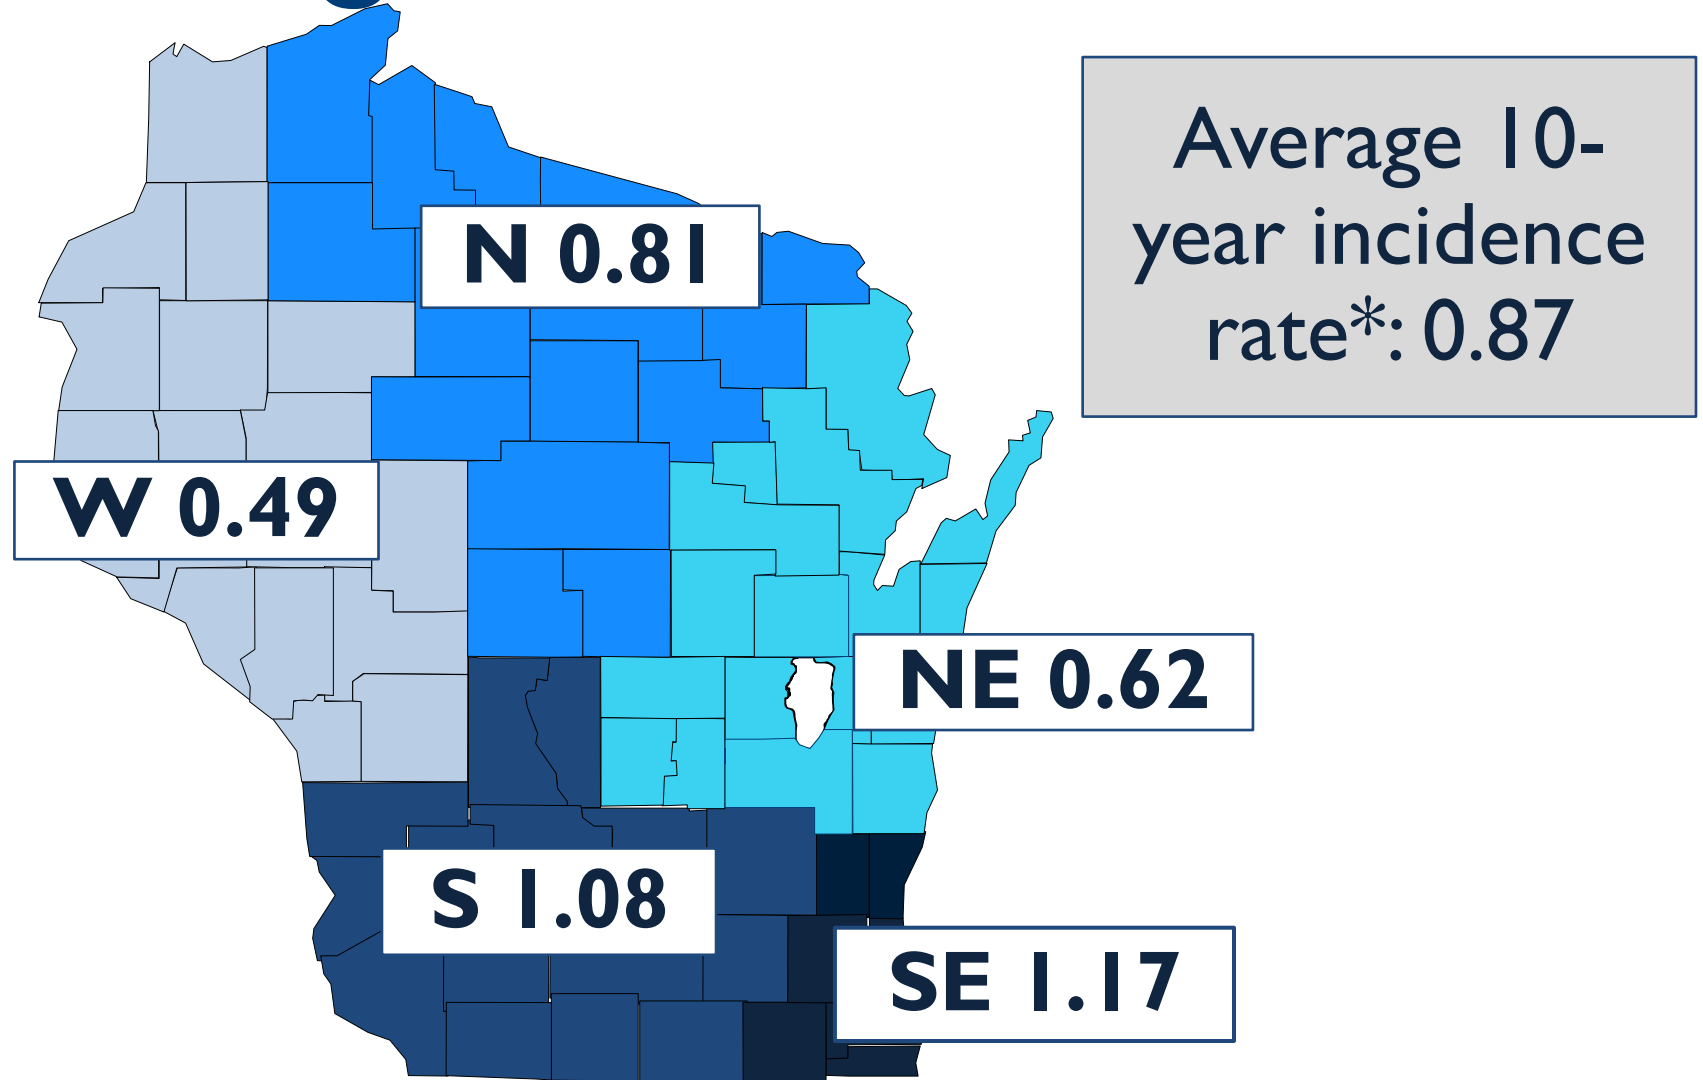 Average 10-
year incidence
rate*: 0.87
N 0.81
W 0.49
NE 0.62
S 1.08
SE 1.17